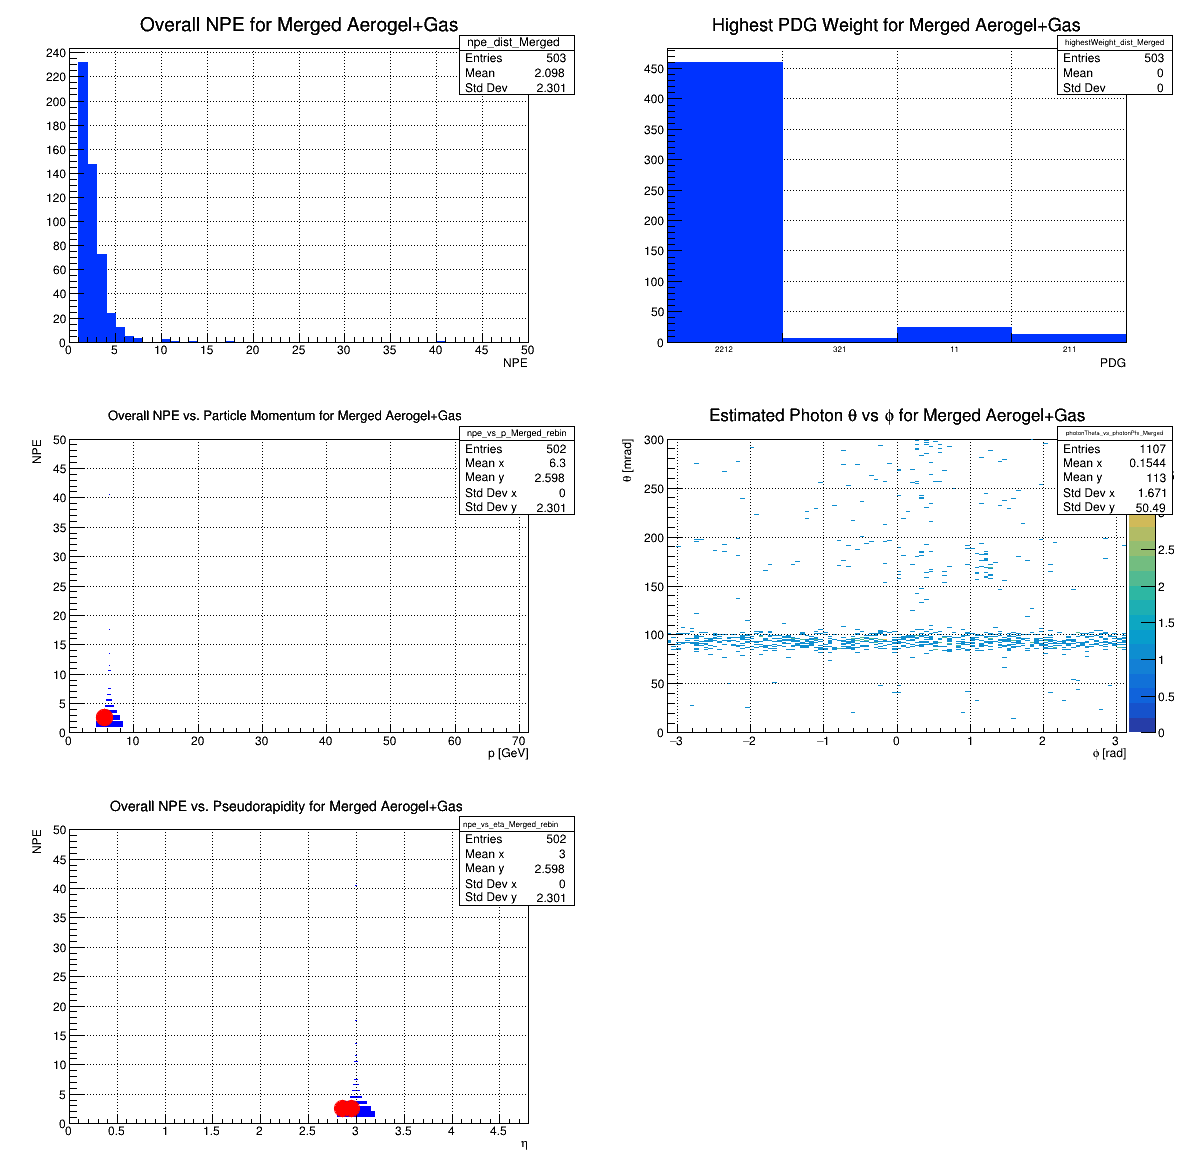 Overall NPE for Merged Aerogel+Gas
npe_dist_Merged
Entries 503
Mean 2.098
Std Dev 2.301
240
220
200
180
160
140
120
100
80
60
40
20
0
0 5 10 15 20 25 30 35 40 45 50
NPE
Highest PDG Weight for Merged Aerogel+Gas
highestWeight_dist_Merged
Entries 503
Mean 0
Std Dev 0
450
400
350
300
250
200
150
100
50
0
2212 321 11 211
PDG
Overall NPE vs. Particle Momentum for Merged Aerogel+Gas
npe_vs_p_Merged_rebin
Entries 502
Mean x 6.3
Mean y 2.598
Std Dev x 0
Std Dev y 2.301
NPE
50
45
40
35
30
25
20
15
10
5
0
0 10 20 30 40 50 60 70
p [GeV]
Estimated Photon θ vs ϕ for Merged Aerogel+Gas
photonTheta_vs_photonPhi_Merged
Entries 1107
Mean x 0.1544
Mean y 113
Std Dev x 1.671
Std Dev y 50.49
θ [mrad]
300
250
200
150
100
50
0
−3 −2 −1 0 1 2 3
ϕ [rad]
2.5
2
1.5
1
0.5
0
Overall NPE vs. Pseudorapidity for Merged Aerogel+Gas
npe_vs_eta_Merged_rebin
Entries 502
Mean x 3
Mean y 2.598
Std Dev x 0
Std Dev y 2.301
NPE
50
45
40
35
30
25
20
15
10
5
0
0 0.5 1 1.5 2 2.5 3 3.5 4 4.5
η